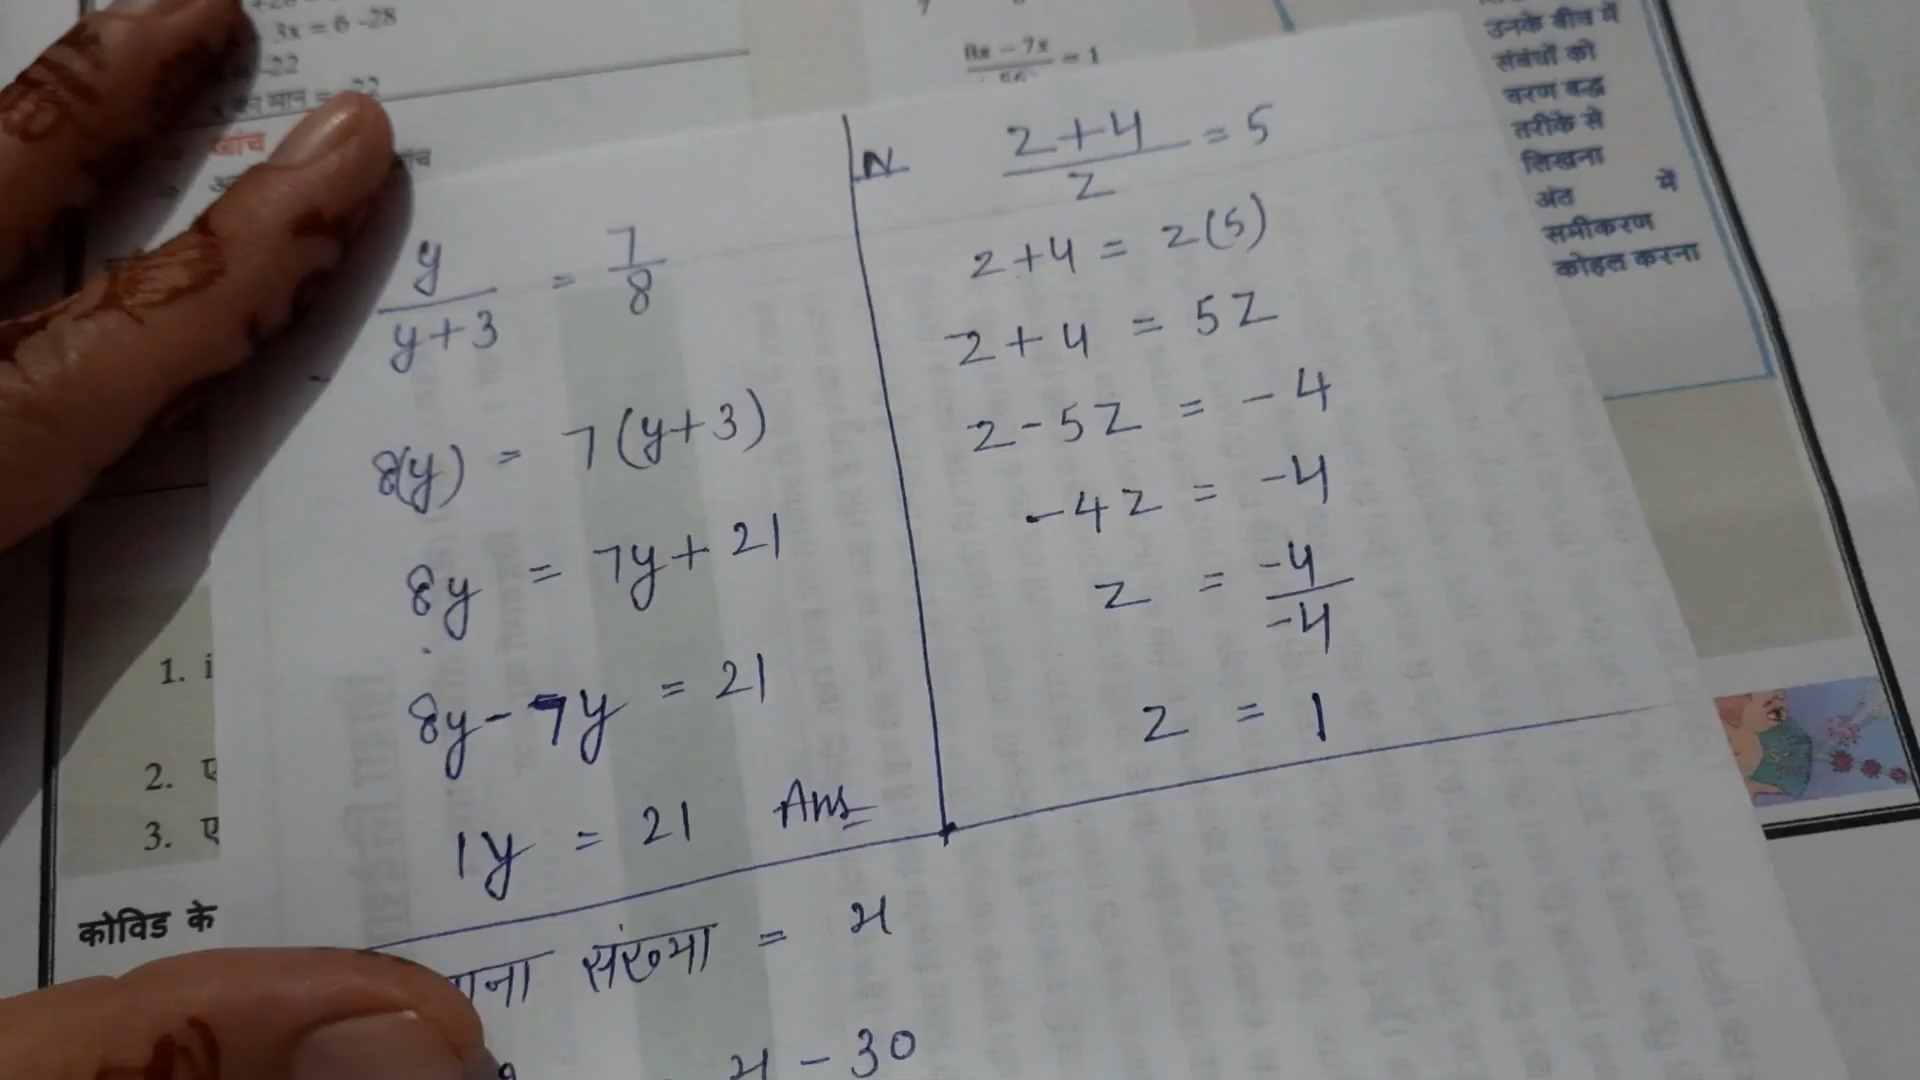 3x = 6 -28
-22
मान = -22
8x - 7x / 56 = 1
उनके बीच में
संबंधों को
चरण बद्ध
तरीके से
लिखना
अंत में
समीकरण
कोहल करना
y / y+3 = 7 / 8
8(y) = 7(y+3)
8y = 7y + 21
8y - 7y = 21
1y = 21 Ans
z+4 / z = 5
z+4 = z(5)
z+4 = 5z
z-5z = -4
-4z = -4
z = -4 / -4
z = 1
संख्या = x
x - 30
1. i
2. ए
3. ए
कोविड के